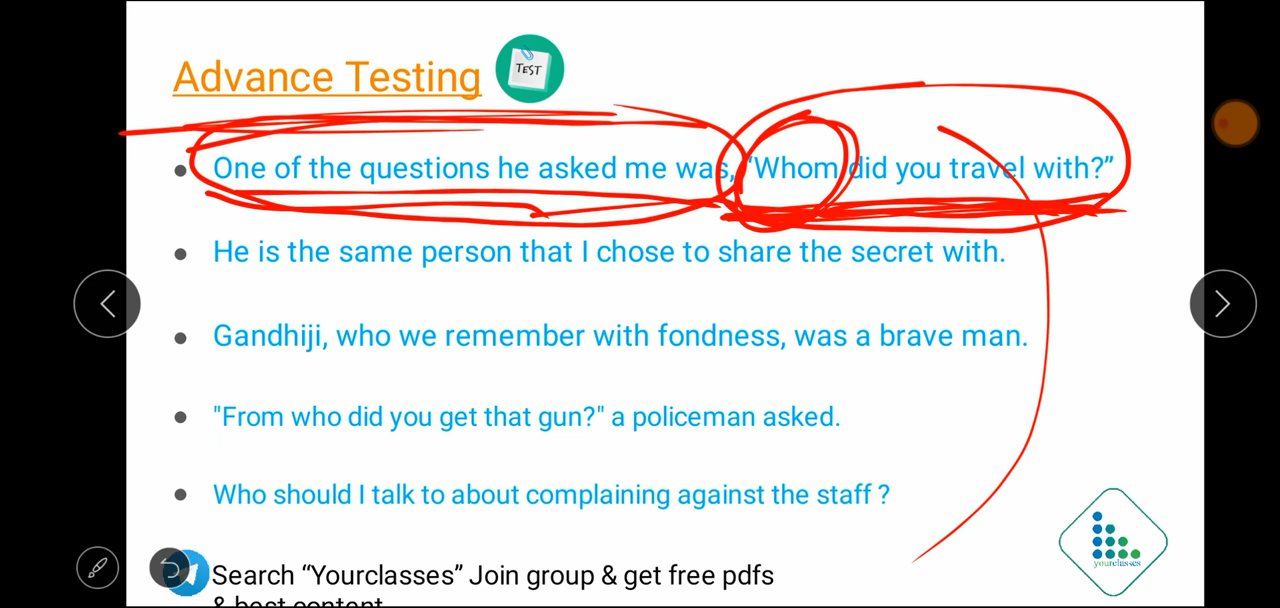 Advance Testing
TEST
One of the questions he asked me was, “Whom did you travel with?”
He is the same person that I chose to share the secret with.
Gandhiji, who we remember with fondness, was a brave man.
"From who did you get that gun?" a policeman asked.
Who should I talk to about complaining against the staff ?
yourclasses
Search “Yourclasses” Join group & get free pdfs
& best content